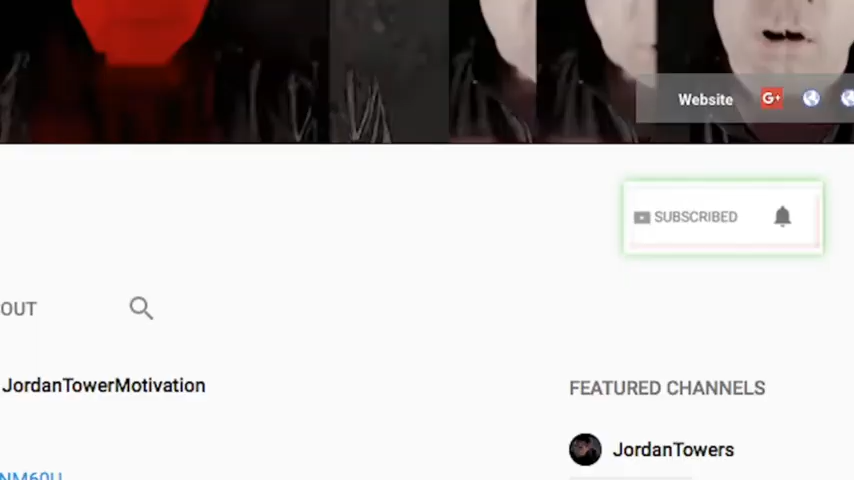 Website G+
SUBSCRIBED
OUT
JordanTowerMotivation
FEATURED CHANNELS
JordanTowers